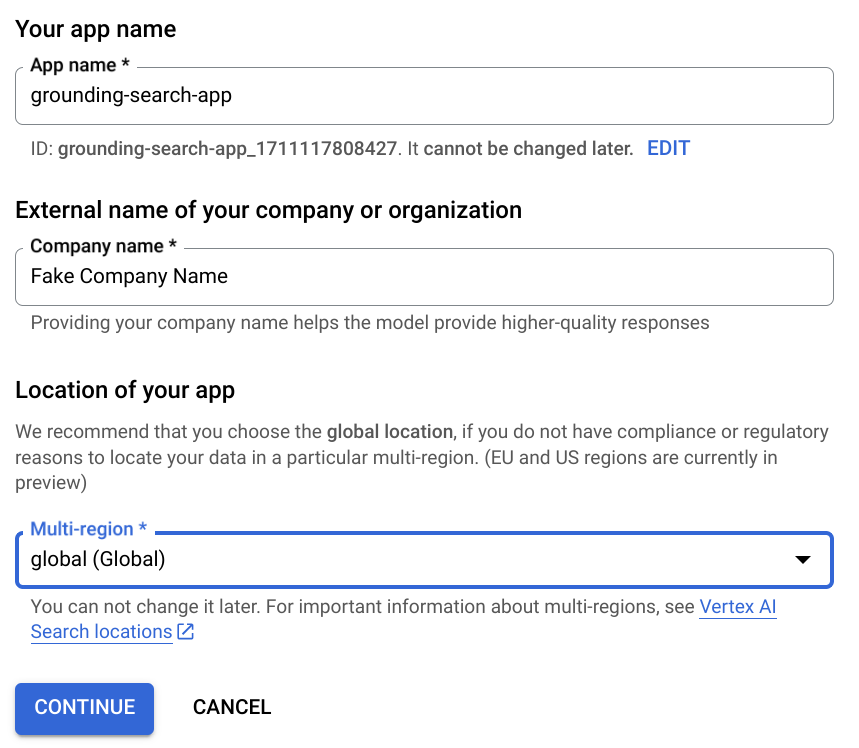 Your app name
App name *
grounding-search-app
ID: grounding-search-app_1711117808427. It cannot be changed later. EDIT
External name of your company or organization
Company name *
Fake Company Name
Providing your company name helps the model provide higher-quality responses
Location of your app
We recommend that you choose the global location, if you do not have compliance or regulatory
reasons to locate your data in a particular multi-region. (EU and US regions are currently in
preview)
Multi-region *
global (Global)
You can not change it later. For important information about multi-regions, see Vertex AI
Search locations
CONTINUE CANCEL